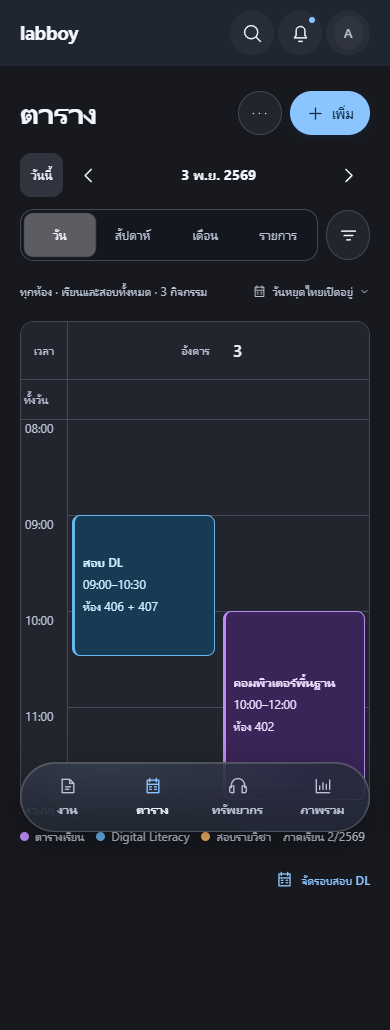 labboy
A
ตาราง
...
เพิ่ม
วันนี้
3 พ.ย. 2569
วัน
สัปดาห์
เดือน
รายการ
ทุกห้อง · เรียนและสอบทั้งหมด · 3 กิจกรรม
วันหยุดไทยเปิดอยู่
เวลา
อังคาร 3
ทั้งวัน
08:00
09:00
สอบ DL
09:00–10:30
ห้อง 406 + 407
10:00
คอมพิวเตอร์พื้นฐาน
10:00–12:00
ห้อง 402
11:00
งาน
ตาราง
ทรัพยากร
ภาพรวม
ตารางเรียน
Digital Literacy
สอบรายวิชา
ภาคเรียน 2/2569
จัดรอบสอบ DL